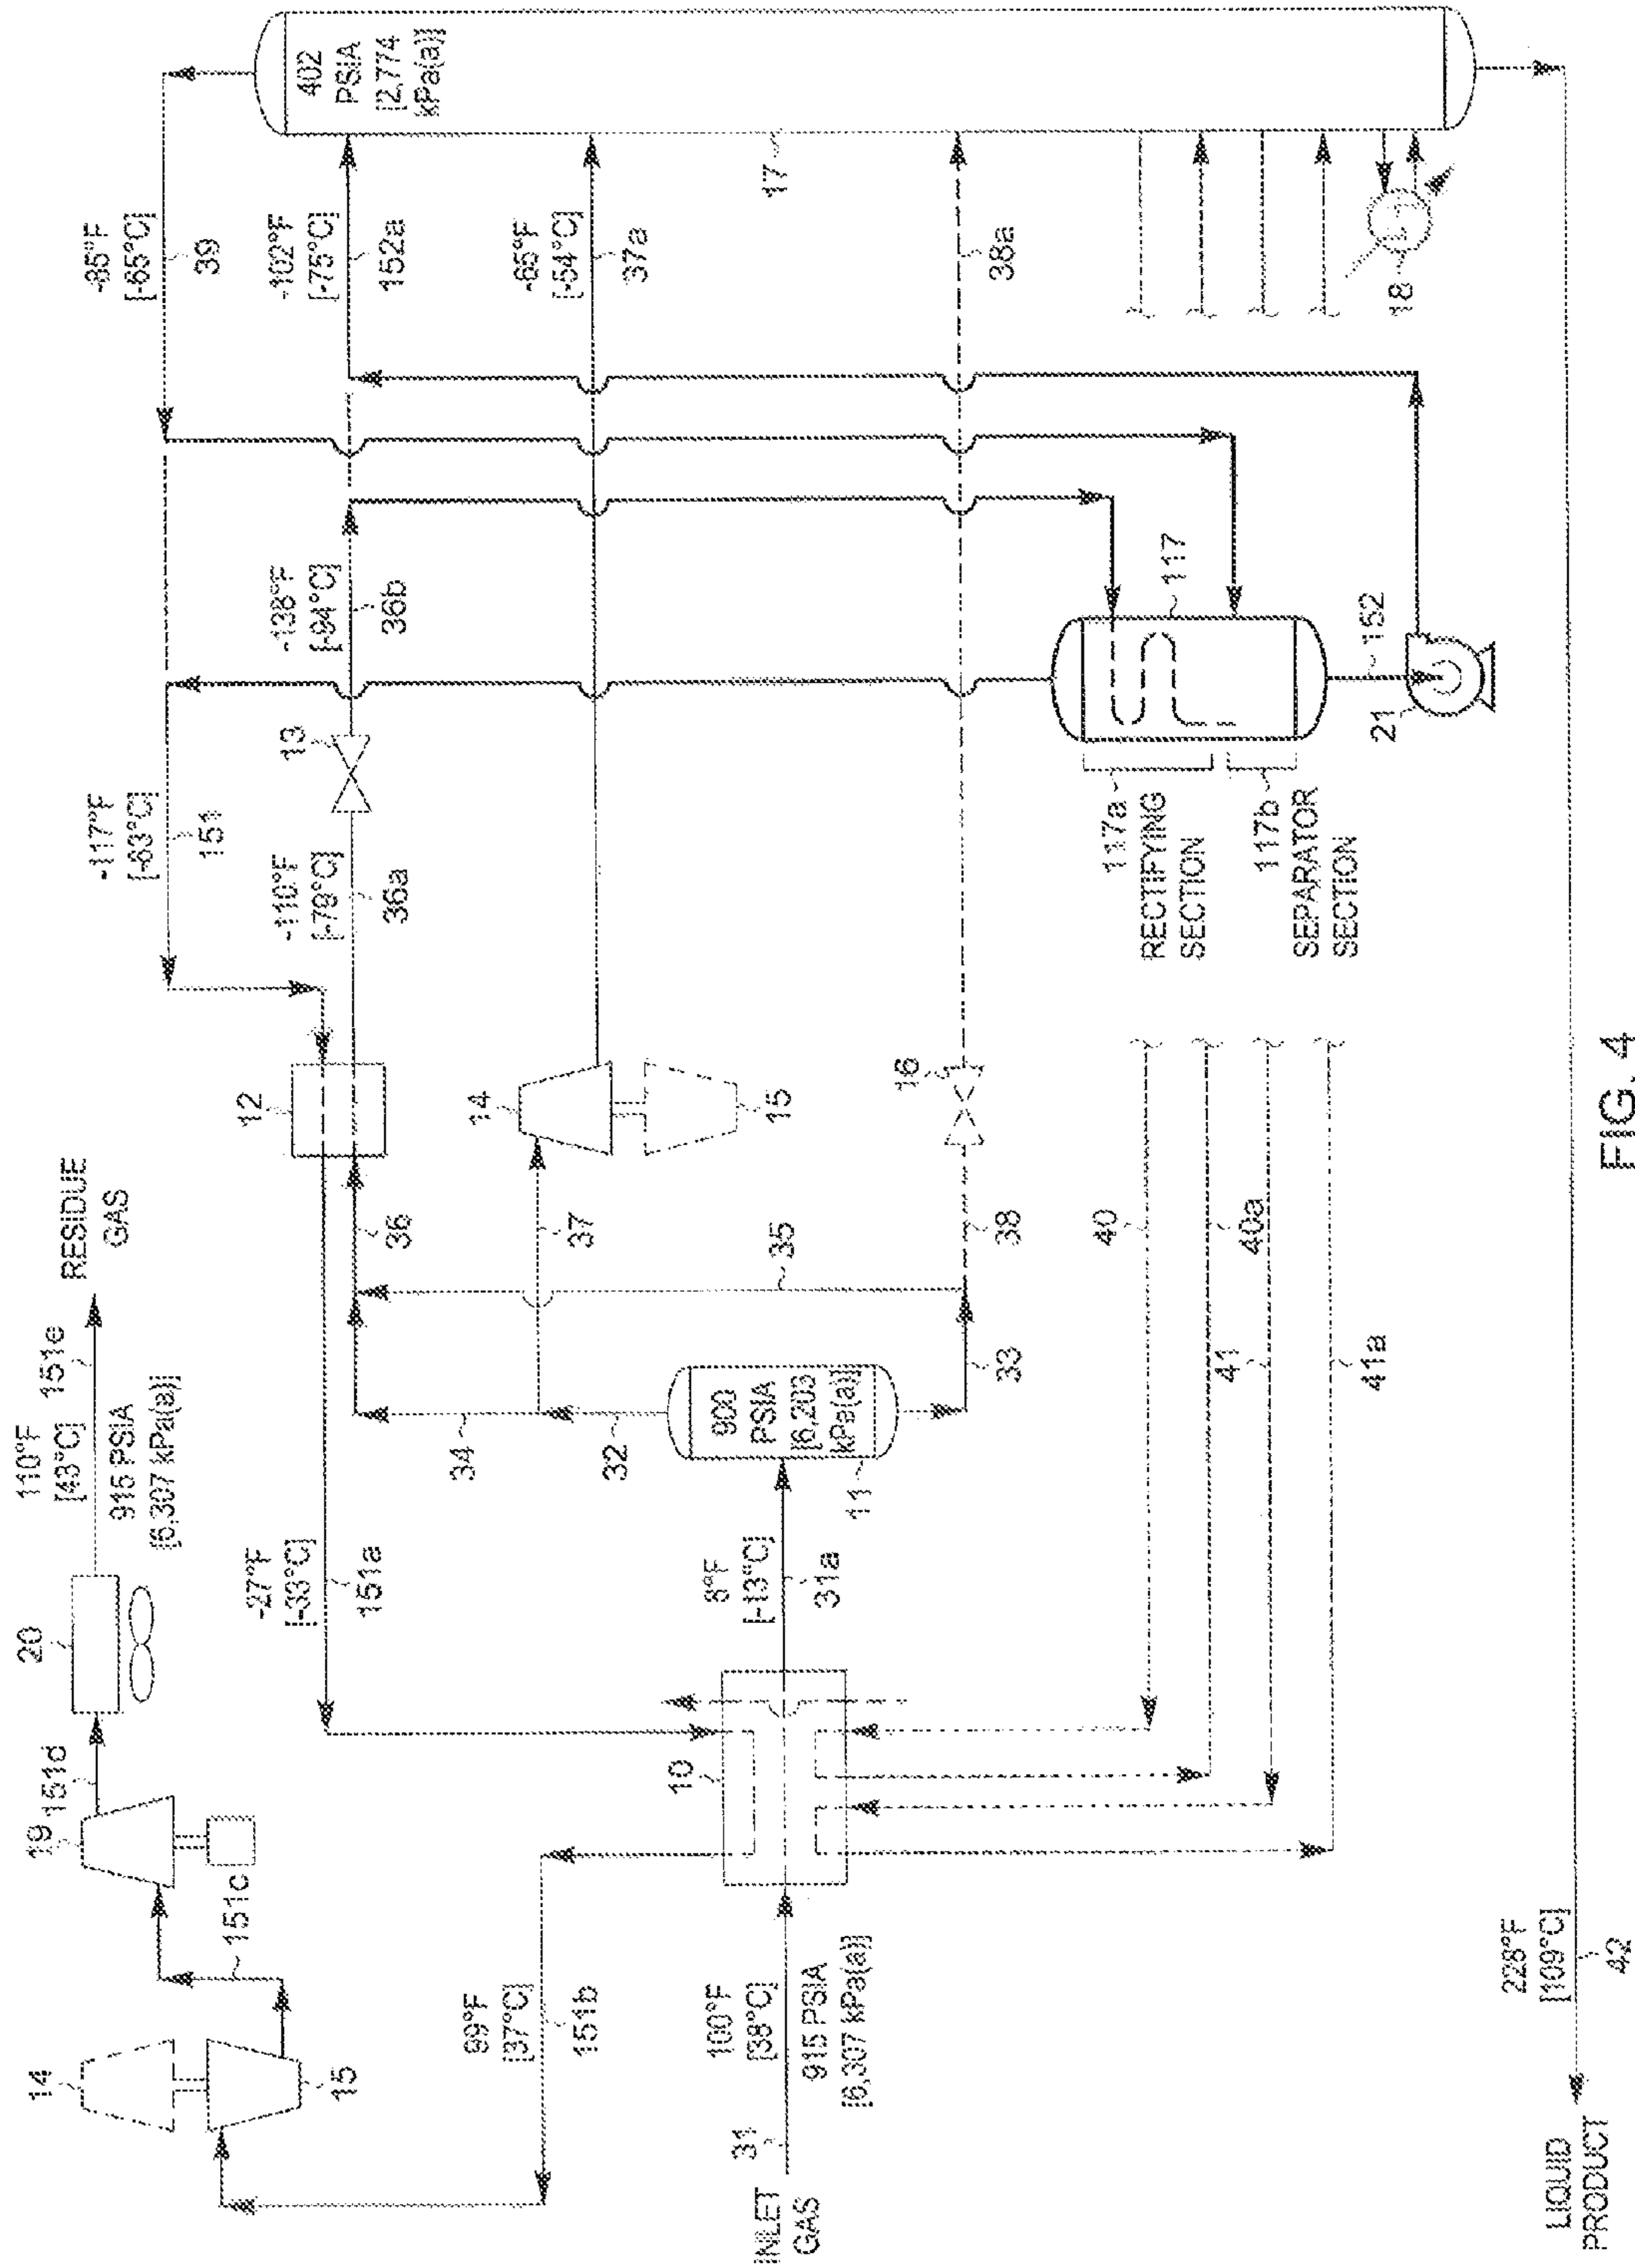 14
15
151c
19
151d
20
110°F
[43°C]
151e
915 PSIA
[6,307 kPa(a)]
RESIDUE
GAS
-117°F
[-83°C]
151
-85°F
[-65°C]
39
402
PSIA
[2,774
kPa(a)]
-27°F
[-33°C]
151a
12
-110°F
[-79°C]
36a
13
-138°F
[-94°C]
36b
-102°F
[-75°C]
152a
99°F
[37°C]
151b
34
36
37
14
15
-65°F
[-54°C]
37a
32
35
17
INLET
GAS
31
100°F
[38°C]
915 PSIA
[6,307 kPa(a)]
10
8°F
[-13°C]
31a
11
900
PSIA
[6,203
kPa(a)]
33
38
16
38a
40
40a
41
41a
117a
RECTIFYING
SECTION
117b
SEPARATOR
SECTION
117
152
21
18
LIQUID
PRODUCT
228°F
[109°C]
42
FIG. 4